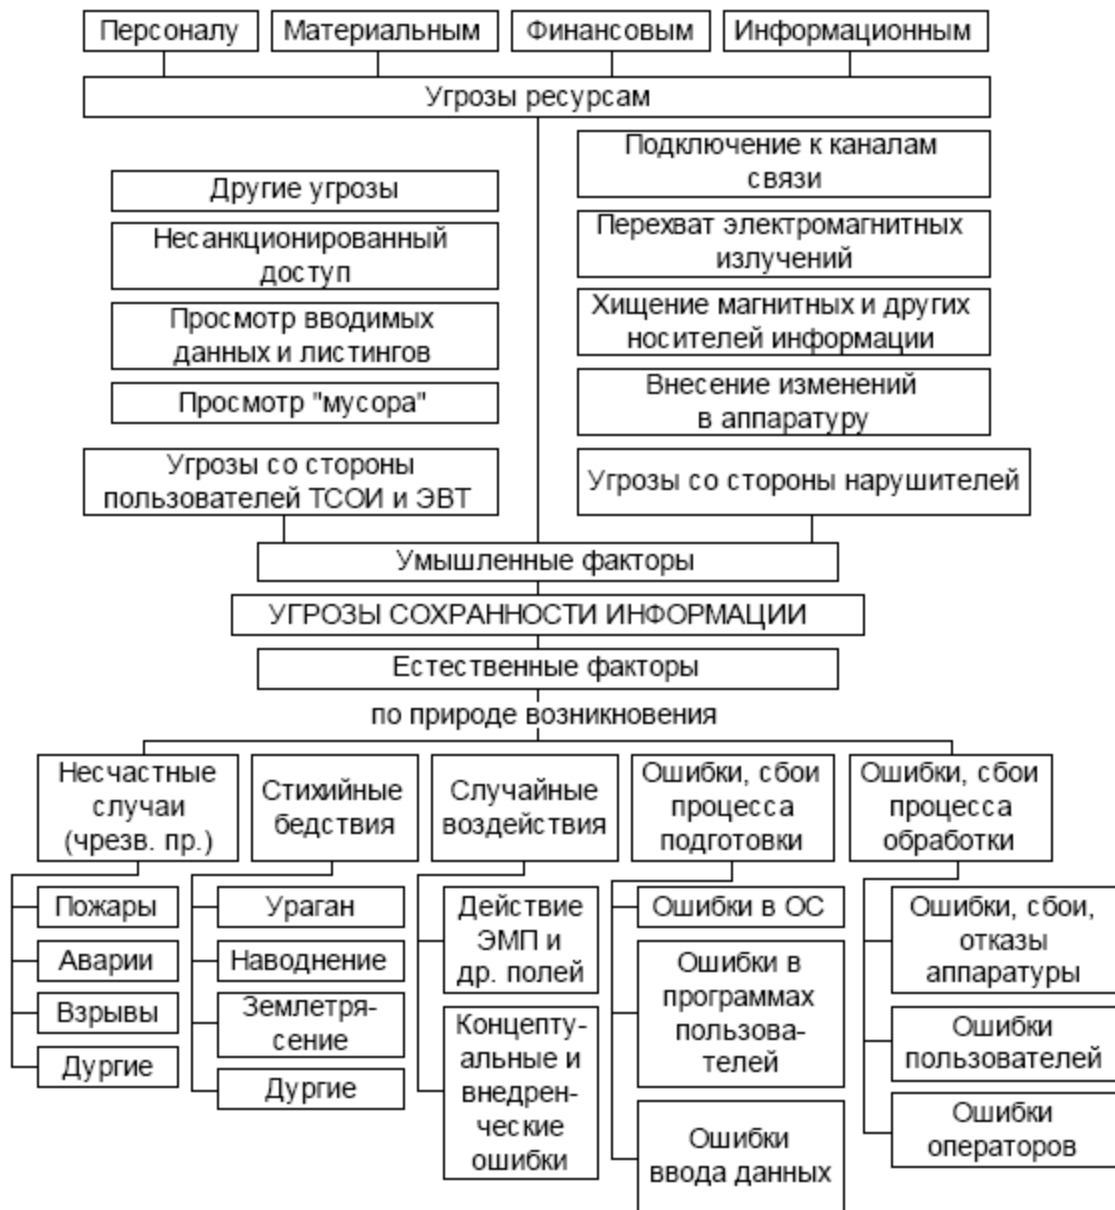 Персоналу
Материальным
Финансовым
Информационным
Угрозы ресурсам
Другие угрозы
Несанкционированный
доступ
Просмотр вводимых
данных и листингов
Просмотр "мусора"
Угрозы со стороны
пользователей ТСОИ и ЭВТ
Подключение к каналам
связи
Перехват электромагнитных
излучений
Хищение магнитных и других
носителей информации
Внесение изменений
в аппаратуру
Угрозы со стороны нарушителей
Умышленные факторы
УГРОЗЫ СОХРАННОСТИ ИНФОРМАЦИИ
Естественные факторы
по природе возникновения
Несчастные
случаи
(чрезв. пр.)
Пожары
Аварии
Взрывы
Дургие
Стихийные
бедствия
Ураган
Наводнение
Землетря-
сение
Дургие
Случайные
воздействия
Действие
ЭМП и
др. полей
Концепту-
альные и
внедрен-
ческие
ошибки
Ошибки, сбои
процесса
подготовки
Ошибки в ОС
Ошибки в
программах
пользова-
телей
Ошибки
ввода данных
Ошибки, сбои
процесса
обработки
Ошибки, сбои,
отказы
аппаратуры
Ошибки
пользователей
Ошибки
операторов